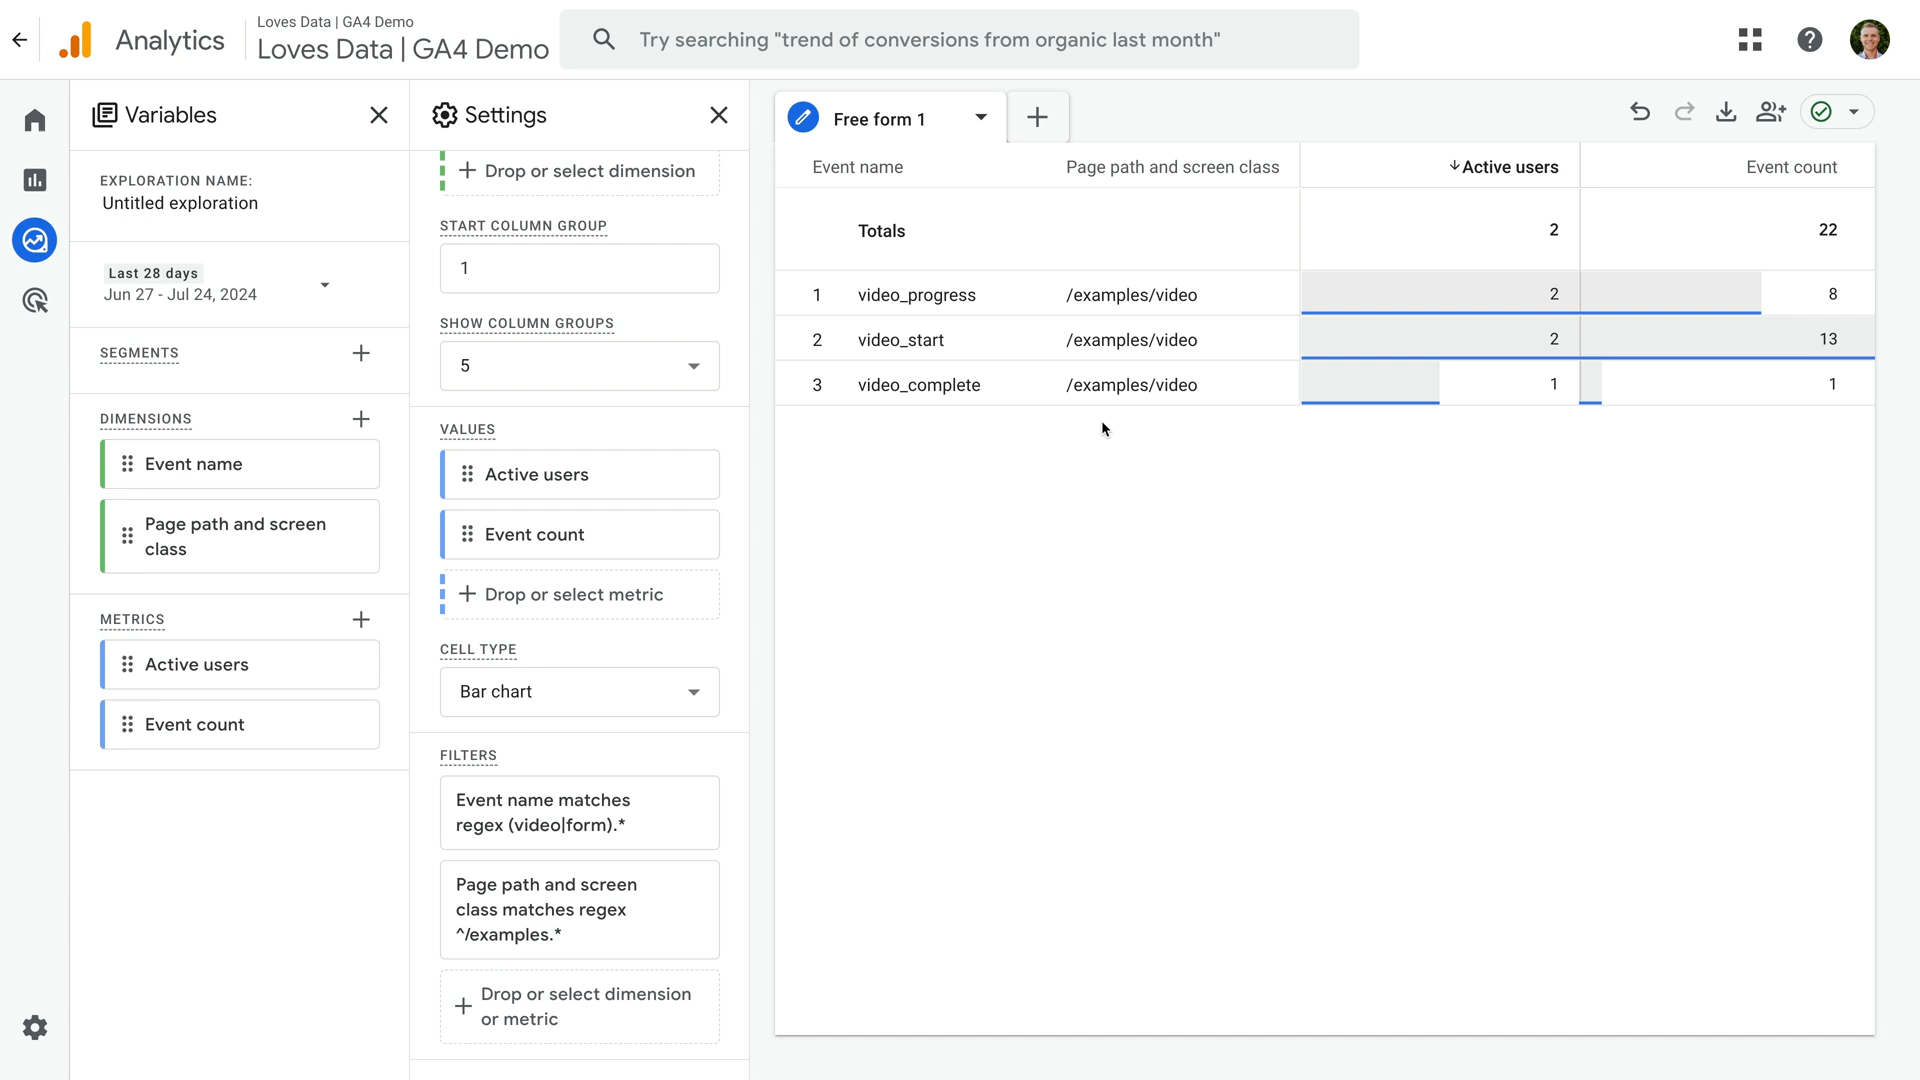 Analytics
Loves Data | GA4 Demo
Loves Data | GA4 Demo
Try searching "trend of conversions from organic last month"
Variables
EXPLORATION NAME:
Untitled exploration
Last 28 days
Jun 27 - Jul 24, 2024
SEGMENTS
DIMENSIONS
Event name
Page path and screen
class
METRICS
Active users
Event count
Settings
Drop or select dimension
START COLUMN GROUP
1
SHOW COLUMN GROUPS
5
VALUES
Active users
Event count
Drop or select metric
CELL TYPE
Bar chart
FILTERS
Event name matches
regex (video|form).*
Page path and screen
class matches regex
^/examples.*
Drop or select dimension
or metric
Free form 1
Event name Page path and screen class Active users Event count
Totals 2 22
1 video_progress /examples/video 2 8
2 video_start /examples/video 2 13
3 video_complete /examples/video 1 1